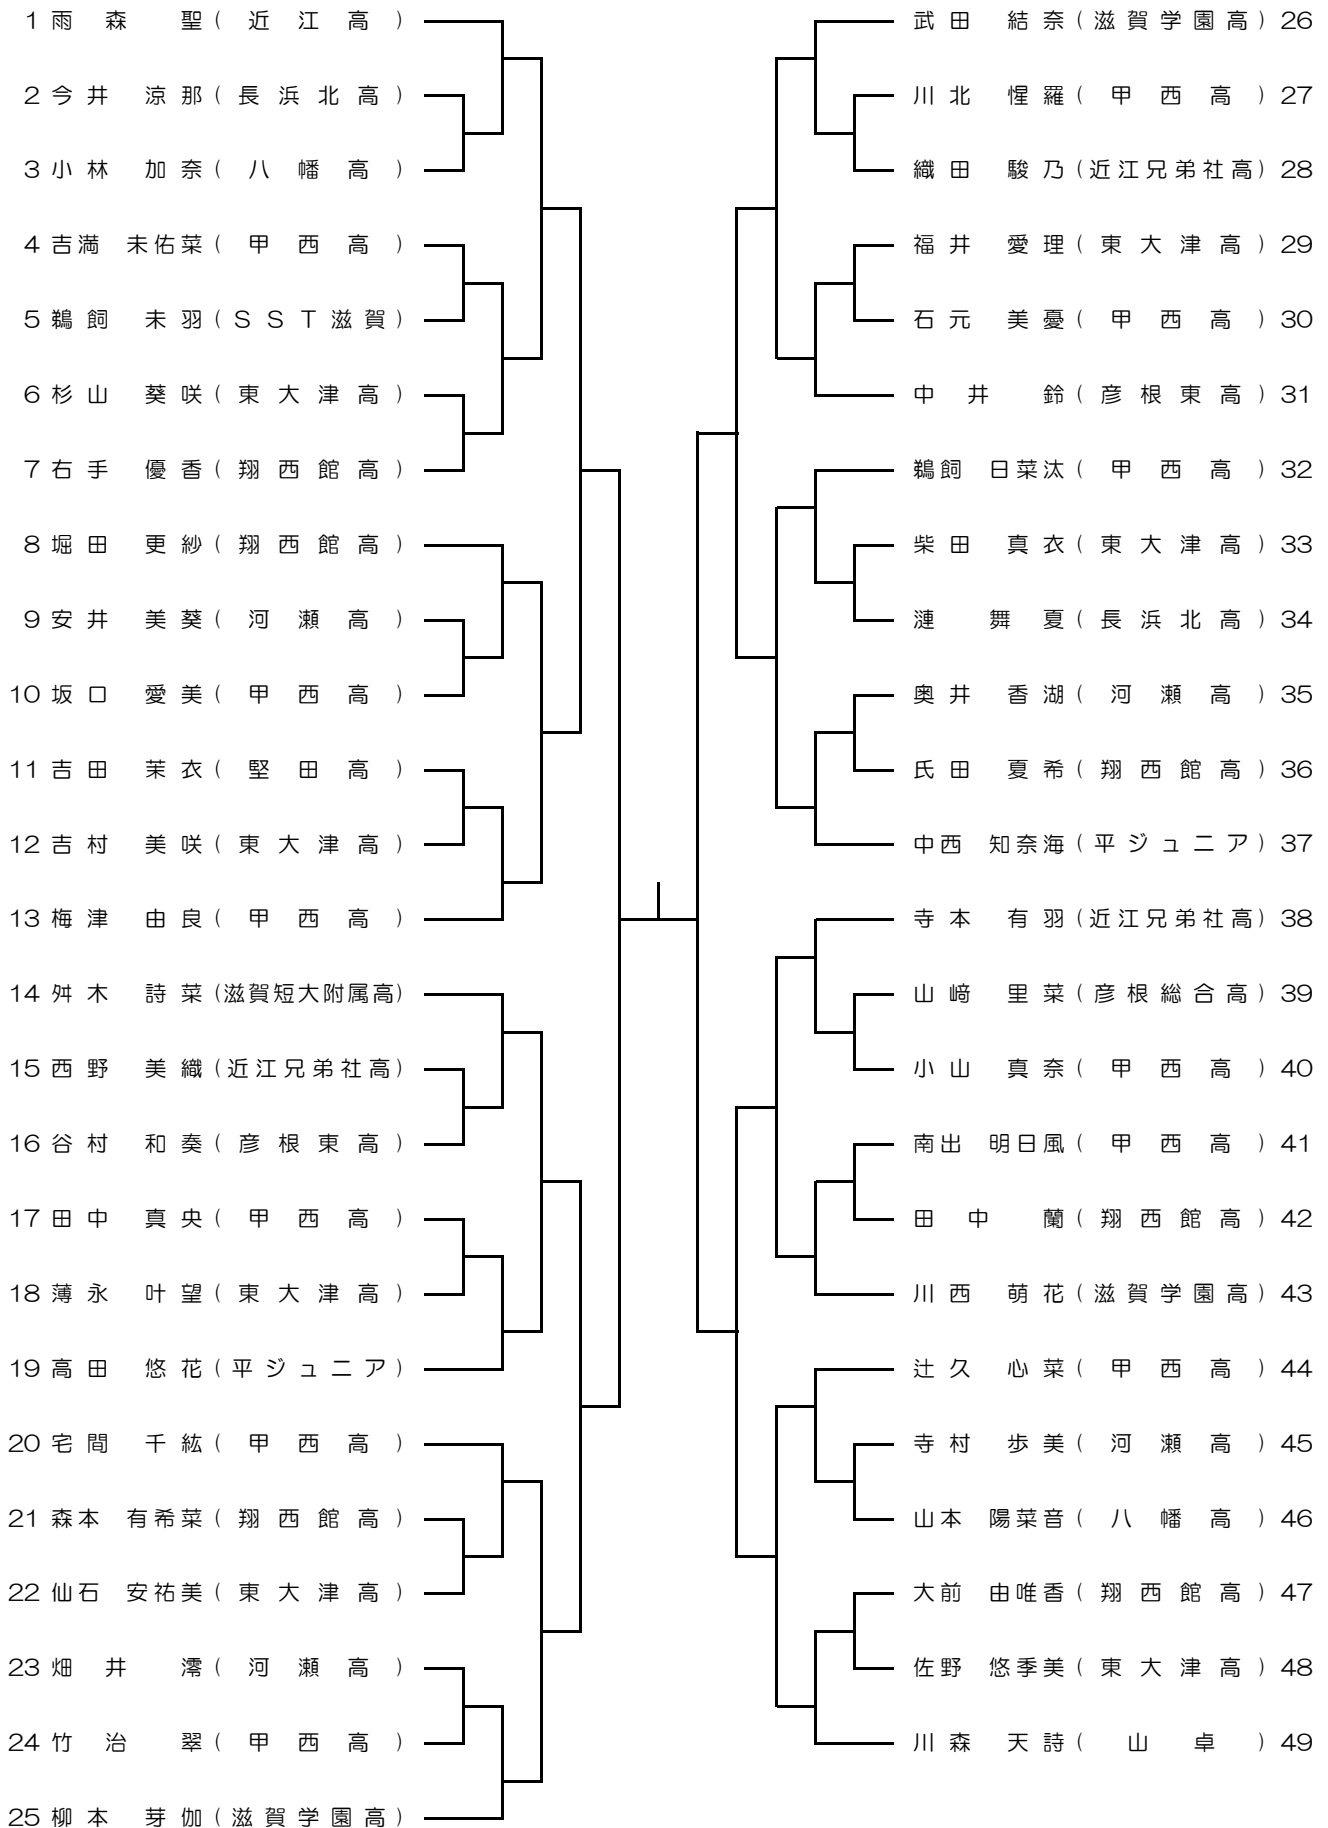 1 雨森 聖 (近江高)
2 今井 涼那 (長浜北高)
3 小林 加奈 (八幡高)
4 吉満 未佑菜 (甲西高)
5 鵜飼 未羽 (SST滋賀)
6 杉山 葵咲 (東大津高)
7 右手 優香 (翔西館高)
8 堀田 更紗 (翔西館高)
9 安井 美葵 (河瀬高)
10 坂口 愛美 (甲西高)
11 吉田 茉衣 (堅田高)
12 吉村 美咲 (東大津高)
13 梅津 由良 (甲西高)
14 舛木 詩菜 (滋賀短大附属高)
15 西野 美織 (近江兄弟社高)
16 谷村 和奏 (彦根東高)
17 田中 真央 (甲西高)
18 薄永 叶望 (東大津高)
19 高田 悠花 (平ジュニア)
20 宅間 千紘 (甲西高)
21 森本 有希菜 (翔西館高)
22 仙石 安祐美 (東大津高)
23 畑井 澪 (河瀬高)
24 竹治 翠 (甲西高)
25 柳本 芽伽 (滋賀学園高)
武田 結奈 (滋賀学園高) 26
川北 惺羅 (甲西高) 27
織田 駿乃 (近江兄弟社高) 28
福井 愛理 (東大津高) 29
石元 美憂 (甲西高) 30
中井 鈴 (彦根東高) 31
鵜飼 日菜汰 (甲西高) 32
柴田 真衣 (東大津高) 33
漣 舞夏 (長浜北高) 34
奥井 香湖 (河瀬高) 35
氏田 夏希 (翔西館高) 36
中西 知奈海 (平ジュニア) 37
寺本 有羽 (近江兄弟社高) 38
山﨑 里菜 (彦根総合高) 39
小山 真奈 (甲西高) 40
南出 明日風 (甲西高) 41
田中 蘭 (翔西館高) 42
川西 萌花 (滋賀学園高) 43
辻久 心菜 (甲西高) 44
寺村 歩美 (河瀬高) 45
山本 陽菜音 (八幡高) 46
大前 由唯香 (翔西館高) 47
佐野 悠季美 (東大津高) 48
川森 天詩 (山卓) 49